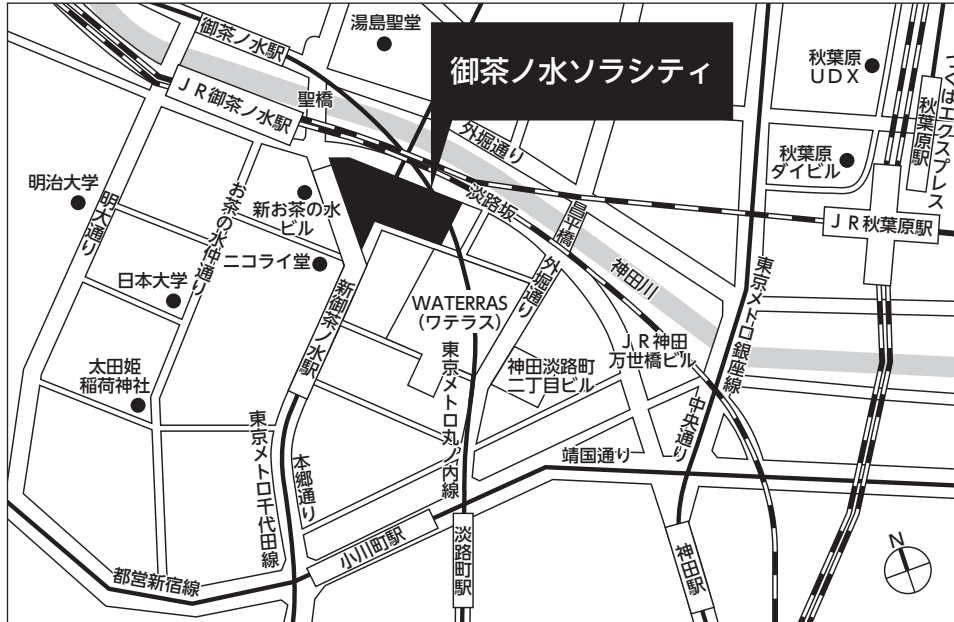 御茶ノ水ソラシティ
湯島聖堂
御茶ノ水駅
ＪＲ御茶ノ水駅
聖橋
外堀通り
秋葉原
ＵＤＸ
つくばエクスプレス
秋葉原駅
秋葉原
ダイビル
ＪＲ秋葉原駅
明治大学
明大通り
お茶の水仲通り
新お茶の水
ビル
ニコライ堂
淡路坂
昌平橋
外堀通り
神田川
日本大学
新御茶ノ水駅
WATERRAS
（ワテラス）
東京メトロ銀座線
ＪＲ神田
万世橋ビル
神田淡路町
二丁目ビル
太田姫
稲荷神社
東京メトロ丸ノ内線
中央通り
東京メトロ千代田線
本郷通り
靖国通り
小川町駅
淡路町駅
神田駅
都営新宿線
N